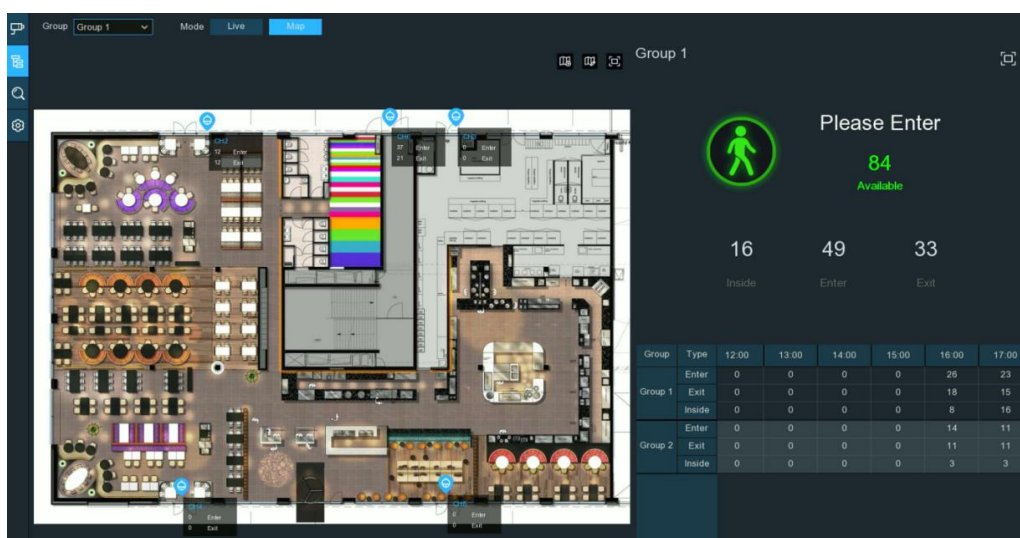 Group Group 1 Mode Live Map
Group 1
Please Enter
84
Available
16 49 33
Inside Enter Exit
CH2
12 Enter
12 Exit
37 Enter
21 Exit
0 Enter
0 Exit
0 Enter
0 Exit
0 Enter
0 Exit
Group Type 12:00 13:00 14:00 15:00 16:00 17:00
Enter 0 0 0 0 26 23
Group 1 Exit 0 0 0 0 18 15
Inside 0 0 0 0 8 16
Enter 0 0 0 0 14 11
Group 2 Exit 0 0 0 0 11 11
Inside 0 0 0 0 3 3